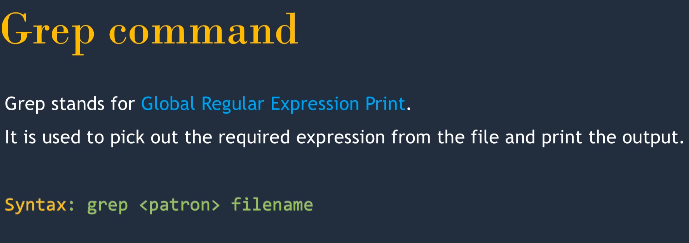 Grep command
Grep stands for Global Regular Expression Print.
It is used to pick out the required expression from the file and print the output.
Syntax: grep <patron> filename